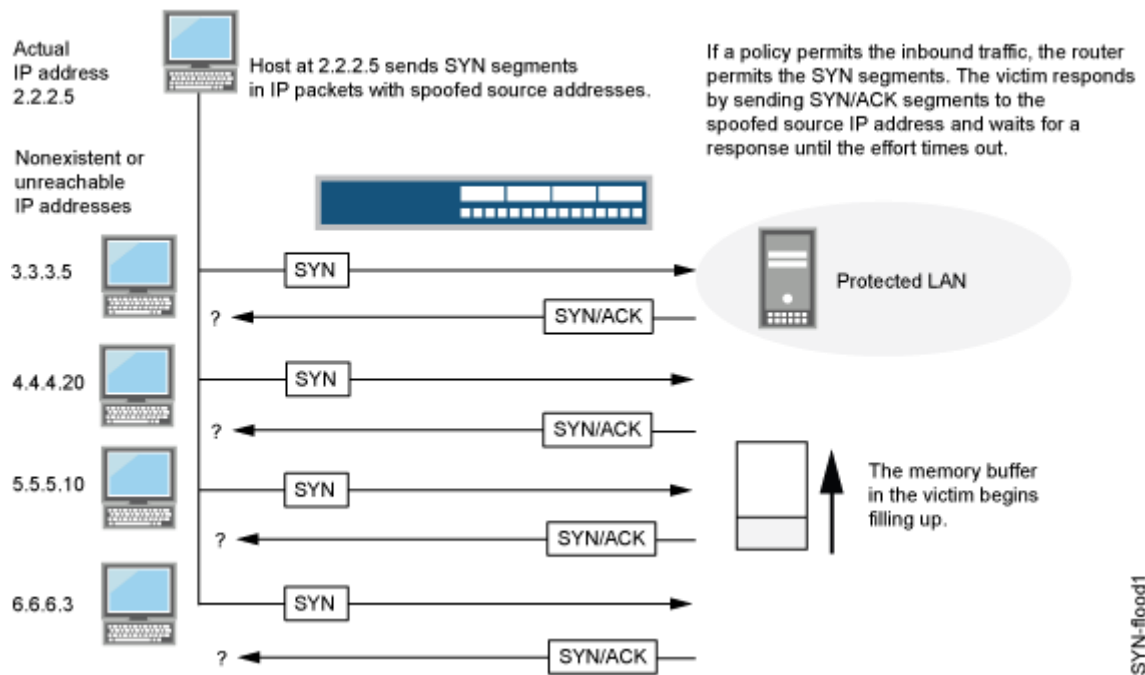 Actual
IP address
2.2.2.5
Host at 2.2.2.5 sends SYN segments
in IP packets with spoofed source addresses.
If a policy permits the inbound traffic, the router
permits the SYN segments. The victim responds
by sending SYN/ACK segments to the
spoofed source IP address and waits for a
response until the effort times out.
Nonexistent or
unreachable
IP addresses
3.3.3.5
SYN
Protected LAN
?
SYN/ACK
4.4.4.20
SYN
?
SYN/ACK
5.5.5.10
SYN
The memory buffer
in the victim begins
filling up.
?
SYN/ACK
6.6.6.3
SYN
?
SYN/ACK
SYN-flood1